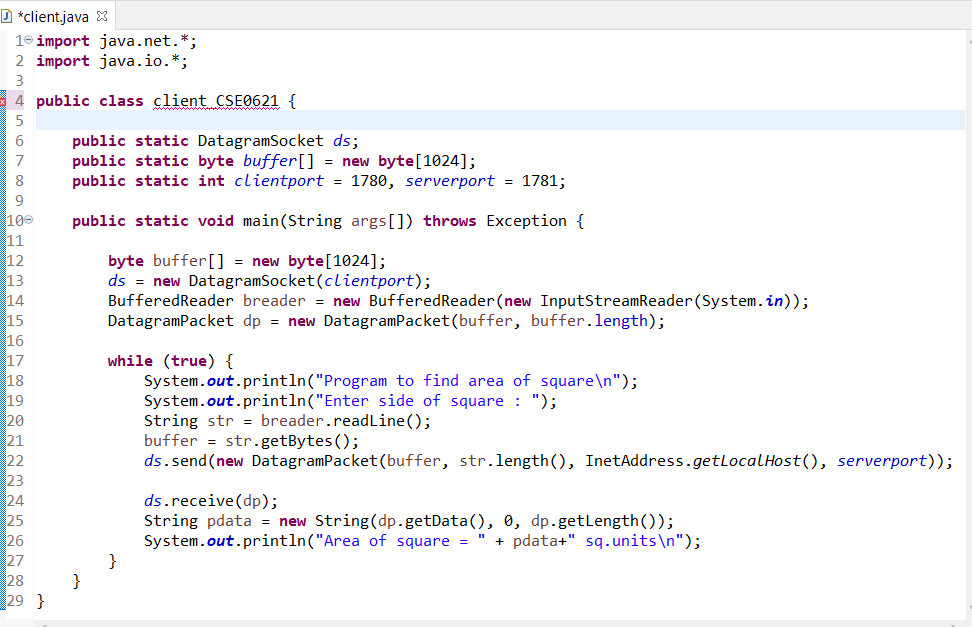 *client.java
1 import java.net.*;
2 import java.io.*;
3
4 public class client_CSE0621 {
5
6     public static DatagramSocket ds;
7     public static byte buffer[] = new byte[1024];
8     public static int clientport = 1780, serverport = 1781;
9
10     public static void main(String args[]) throws Exception {
11
12         byte buffer[] = new byte[1024];
13         ds = new DatagramSocket(clientport);
14         BufferedReader breader = new BufferedReader(new InputStreamReader(System.in));
15         DatagramPacket dp = new DatagramPacket(buffer, buffer.length);
16
17         while (true) {
18             System.out.println("Program to find area of square\n");
19             System.out.println("Enter side of square : ");
20             String str = breader.readLine();
21             buffer = str.getBytes();
22             ds.send(new DatagramPacket(buffer, str.length(), InetAddress.getLocalHost(), serverport));
23
24             ds.receive(dp);
25             String pdata = new String(dp.getData(), 0, dp.getLength());
26             System.out.println("Area of square = " + pdata+" sq.units\n");
27         }
28     }
29 }